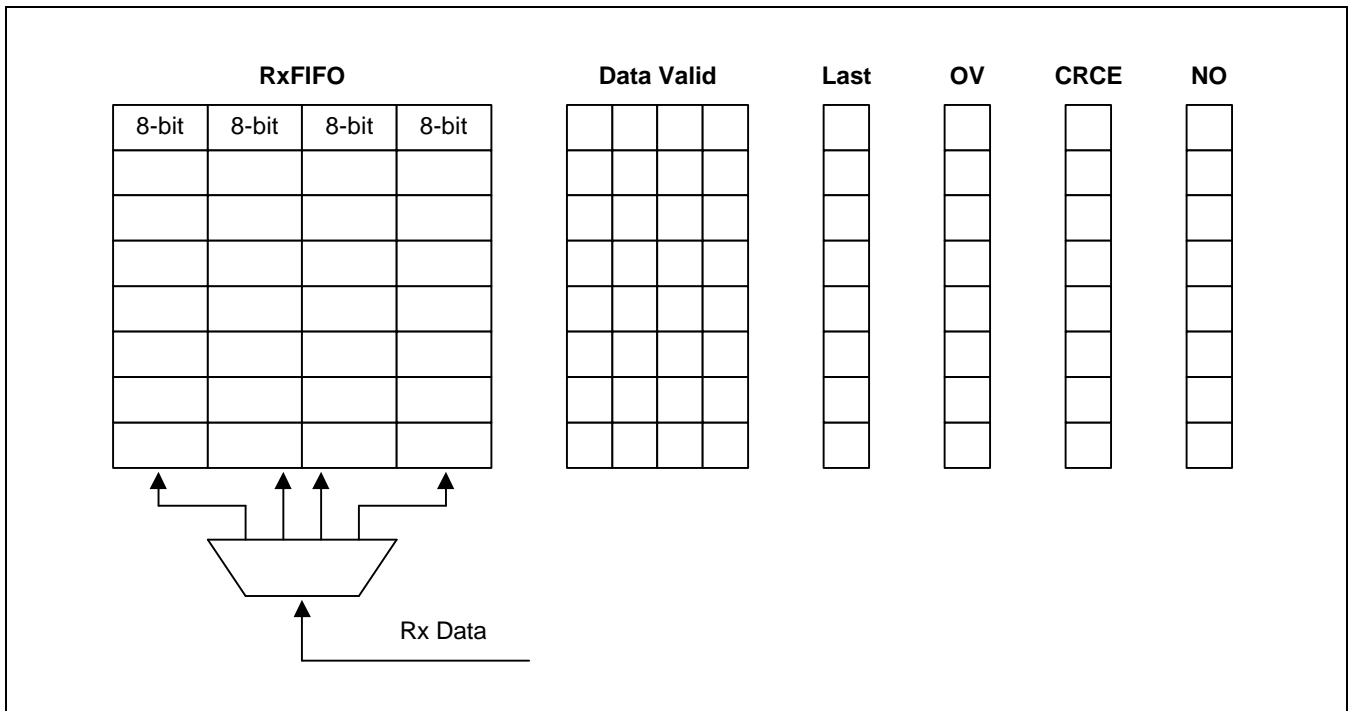 RxFIFO Data Valid Last OV CRCE NO
8-bit 8-bit 8-bit 8-bit
Rx Data